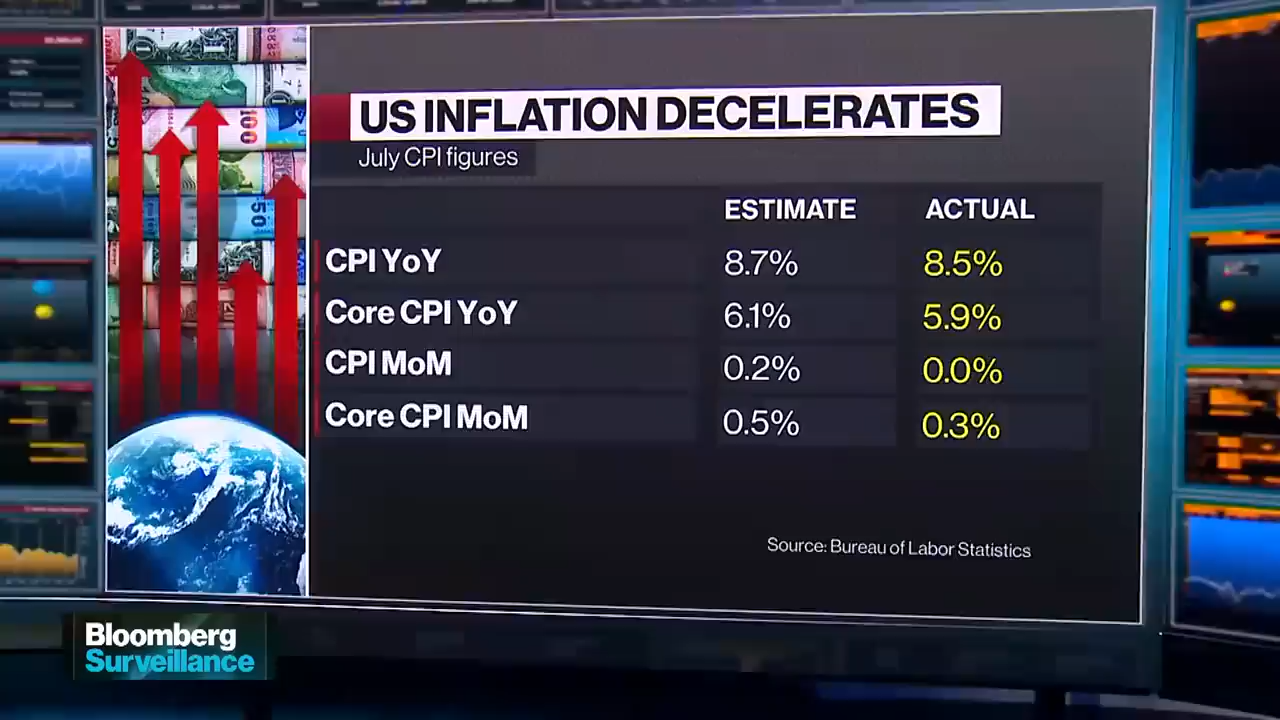 US INFLATION DECELERATES
July CPI figures
ESTIMATE ACTUAL
CPI YoY 8.7% 8.5%
Core CPI YoY 6.1% 5.9%
CPI MoM 0.2% 0.0%
Core CPI MoM 0.5% 0.3%
Source: Bureau of Labor Statistics
Bloomberg
Surveillance